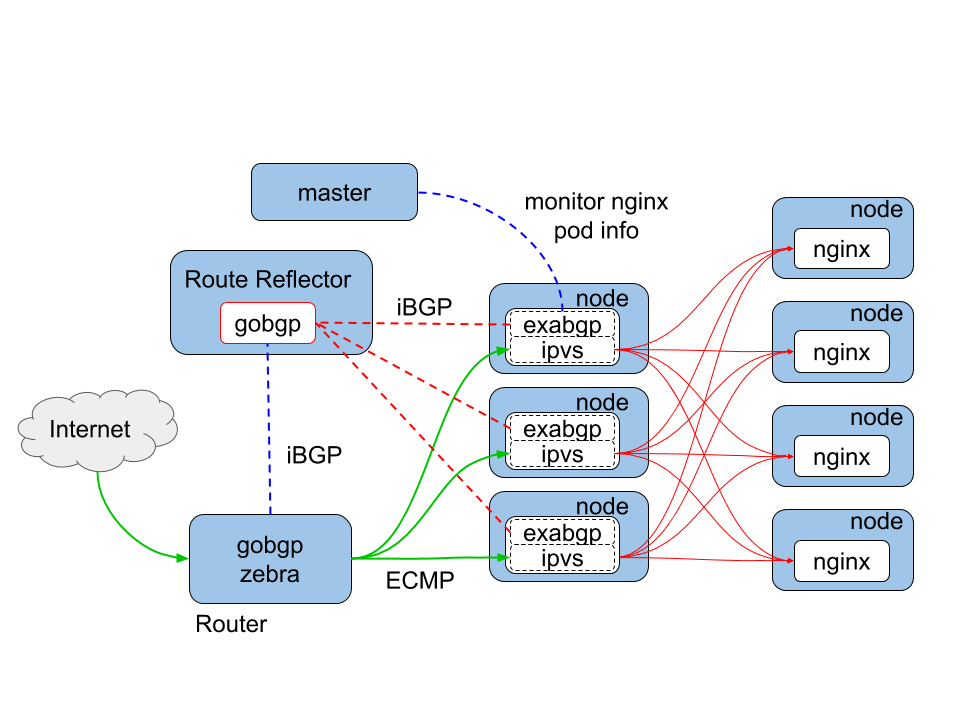 master
monitor nginx
pod info
Route Reflector
gobgp
iBGP
iBGP
Internet
gobgp
zebra
Router
ECMP
node
exabgp
ipvs
node
exabgp
ipvs
node
exabgp
ipvs
node
nginx
node
nginx
node
nginx
node
nginx